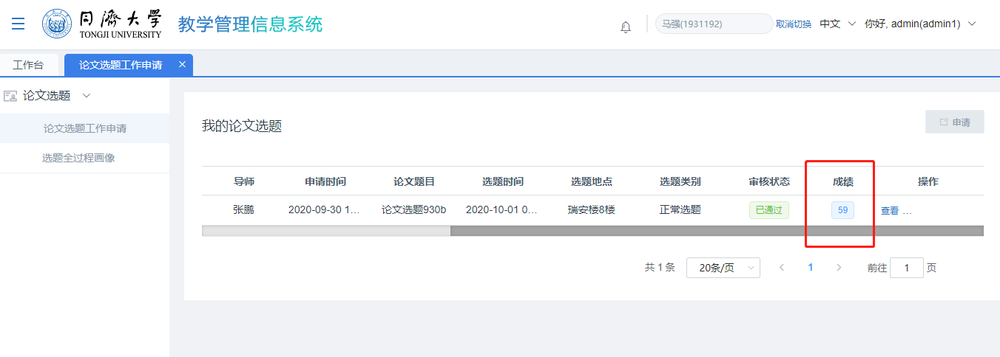 同濟大學
TONGJI UNIVERSITY
教学管理信息系统
马强(1931192) 取消切换 中文 你好, admin(admin1)
工作台 论文选题工作申请
论文选题
论文选题工作申请
选题全过程画像
我的论文选题
申请
导师 申请时间 论文题目 选题时间 选题地点 选题类别 审核状态 成绩 操作
张鹏 2020-09-30 1... 论文选题930b 2020-10-01 0... 瑞安楼8楼 正常选题 已通过 59 查看 ...
共 1 条 20条/页 1 前往 1 页